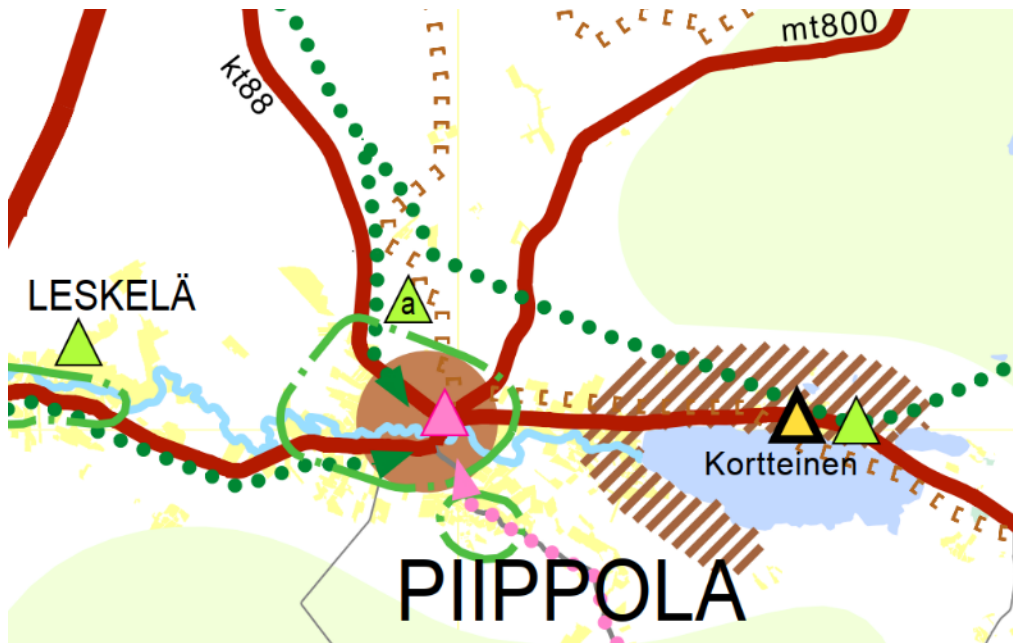 mt800
kt88
LESKELÄ
a
Kortteinen
PIIPPOLA